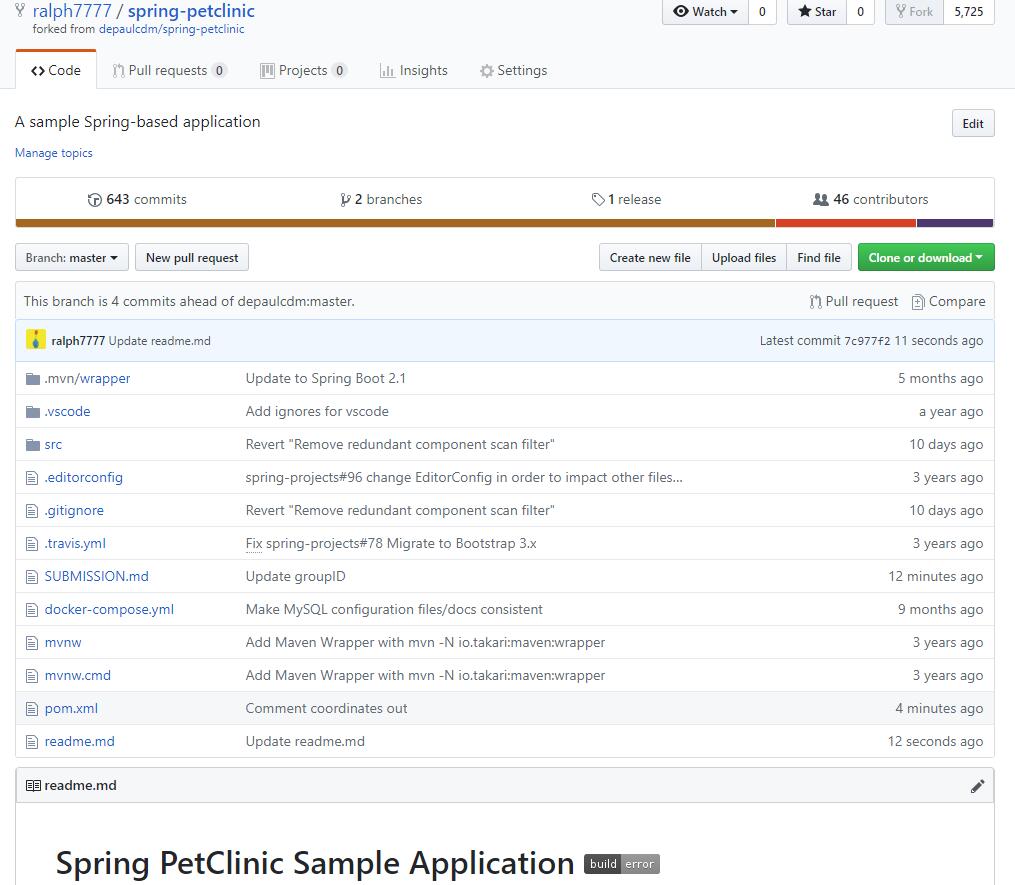 ralph7777 / spring-petclinic
Watch 0 Star 0 Fork 5,725
forked from depaulcdm/spring-petclinic
Code Pull requests 0 Projects 0 Insights Settings
A sample Spring-based application
Edit
Manage topics
643 commits 2 branches 1 release 46 contributors
Branch: master New pull request Create new file Upload files Find file Clone or download
This branch is 4 commits ahead of depaulcdm:master. Pull request Compare
ralph7777 Update readme.md Latest commit 7c977f2 11 seconds ago
.mvn/wrapper Update to Spring Boot 2.1 5 months ago
.vscode Add ignores for vscode a year ago
src Revert "Remove redundant component scan filter" 10 days ago
.editorconfig spring-projects#96 change EditorConfig in order to impact other files... 3 years ago
.gitignore Revert "Remove redundant component scan filter" 10 days ago
.travis.yml Fix spring-projects#78 Migrate to Bootstrap 3.x 3 years ago
SUBMISSION.md Update groupID 12 minutes ago
docker-compose.yml Make MySQL configuration files/docs consistent 9 months ago
mvnw Add Maven Wrapper with mvn -N io.takari:maven:wrapper 3 years ago
mvnw.cmd Add Maven Wrapper with mvn -N io.takari:maven:wrapper 3 years ago
pom.xml Comment coordinates out 4 minutes ago
readme.md Update readme.md 12 seconds ago
readme.md
Spring PetClinic Sample Application build error